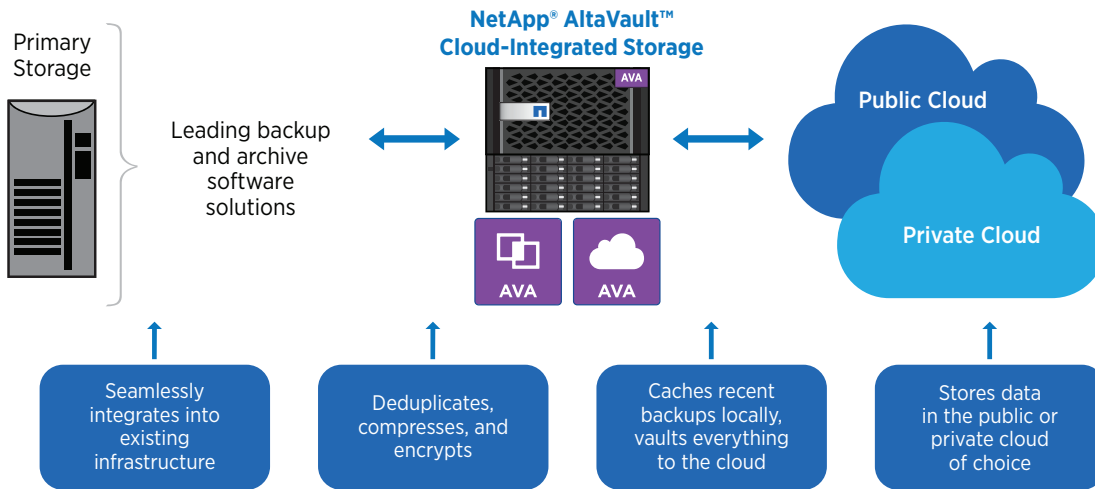 NetApp® AltaVault™
Cloud-Integrated Storage
Primary
Storage
Leading backup
and archive
software
solutions
AVA
AVA
AVA
Public Cloud
Private Cloud
Seamlessly
integrates into
existing
infrastructure
Deduplicates,
compresses, and
encrypts
Caches recent
backups locally,
vaults everything
to the cloud
Stores data
in the public or
private cloud
of choice